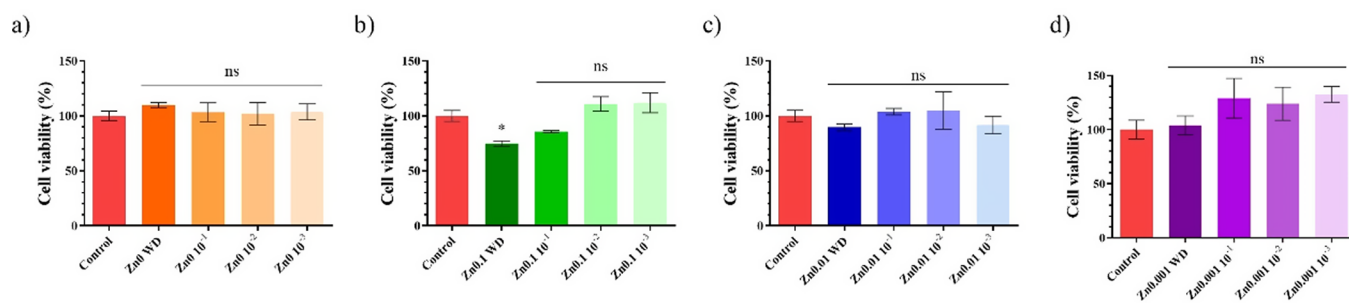 a)
ns
150
100
50
0
Cell viability (%)
Control
Zn0 WD
Zn0 10⁻¹
Zn0 10⁻²
Zn0 10⁻³
b)
ns
150
100
50
0
Cell viability (%)
*
Control
Zn0.1 WD
Zn0.1 10⁻¹
Zn0.1 10⁻²
Zn0.1 10⁻³
c)
ns
150
100
50
0
Cell viability (%)
Control
Zn0.01 WD
Zn0.01 10⁻¹
Zn0.01 10⁻²
Zn0.01 10⁻³
d)
ns
150
100
50
0
Cell viability (%)
Control
Zn0.001 WD
Zn0.001 10⁻¹
Zn0.001 10⁻²
Zn0.001 10⁻³